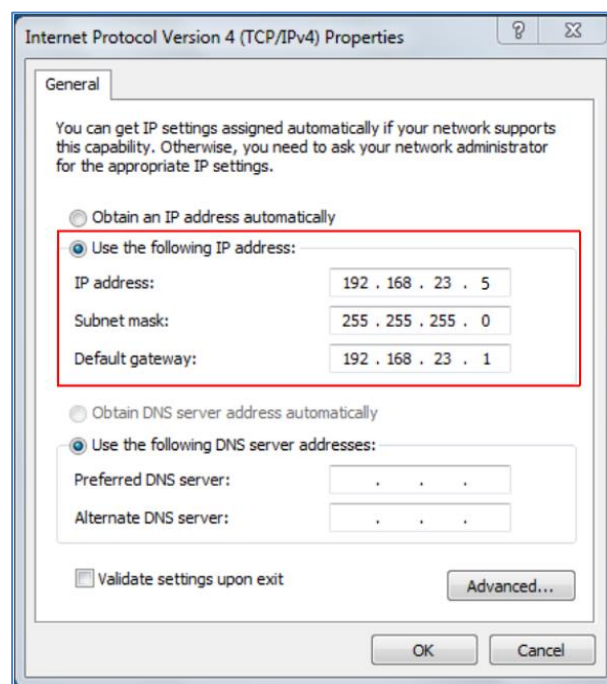 Internet Protocol Version 4 (TCP/IPv4) Properties
General
You can get IP settings assigned automatically if your network supports
this capability. Otherwise, you need to ask your network administrator
for the appropriate IP settings.
Obtain an IP address automatically
Use the following IP address:
IP address: 192 . 168 . 23 . 5
Subnet mask: 255 . 255 . 255 . 0
Default gateway: 192 . 168 . 23 . 1
Obtain DNS server address automatically
Use the following DNS server addresses:
Preferred DNS server: . . .
Alternate DNS server: . . .
Validate settings upon exit
Advanced...
OK Cancel